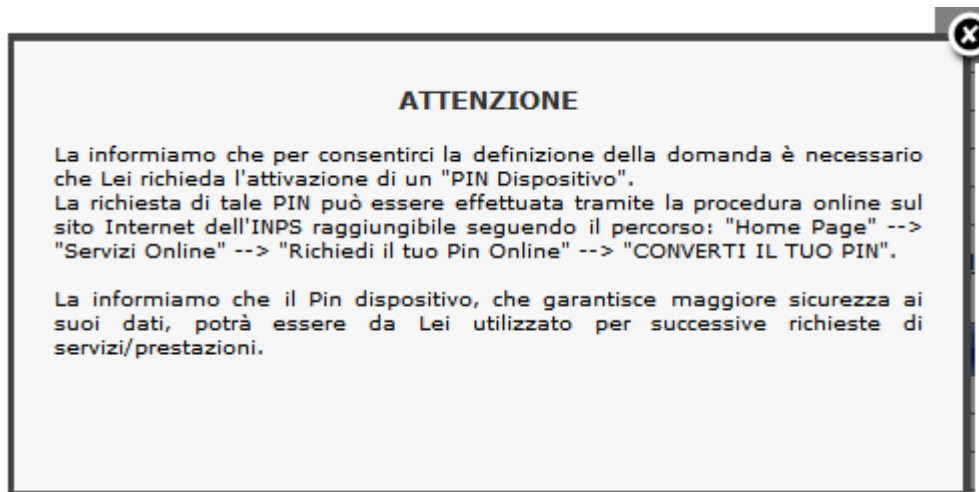 ATTENZIONE
La informiamo che per consentirci la definizione della domanda è necessario
che Lei richieda l'attivazione di un "PIN Dispositivo".
La richiesta di tale PIN può essere effettuata tramite la procedura online sul
sito Internet dell'INPS raggiungibile seguendo il percorso: "Home Page" -->
"Servizi Online" --> "Richiedi il tuo Pin Online" --> "CONVERTI IL TUO PIN".
La informiamo che il Pin dispositivo, che garantisce maggiore sicurezza ai
suoi dati, potrà essere da Lei utilizzato per successive richieste di
servizi/prestazioni.